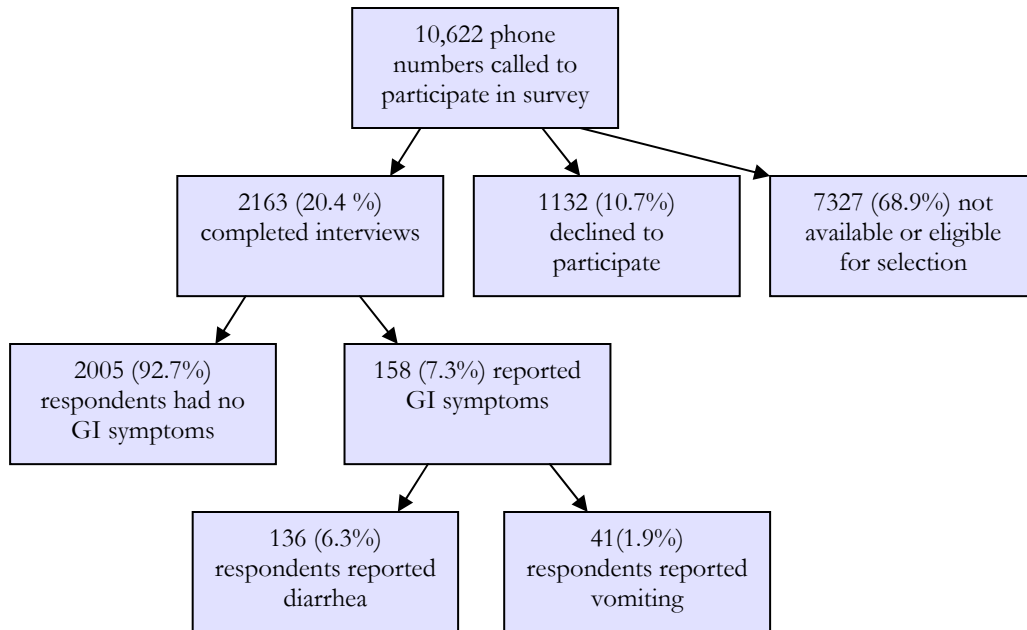 10,622 phone
numbers called to
participate in survey
2163 (20.4 %)
completed interviews
1132 (10.7%)
declined to
participate
7327 (68.9%) not
available or eligible
for selection
2005 (92.7%)
respondents had no
GI symptoms
158 (7.3%) reported
GI symptoms
136 (6.3%)
respondents reported
diarrhea
41(1.9%)
respondents reported
vomiting